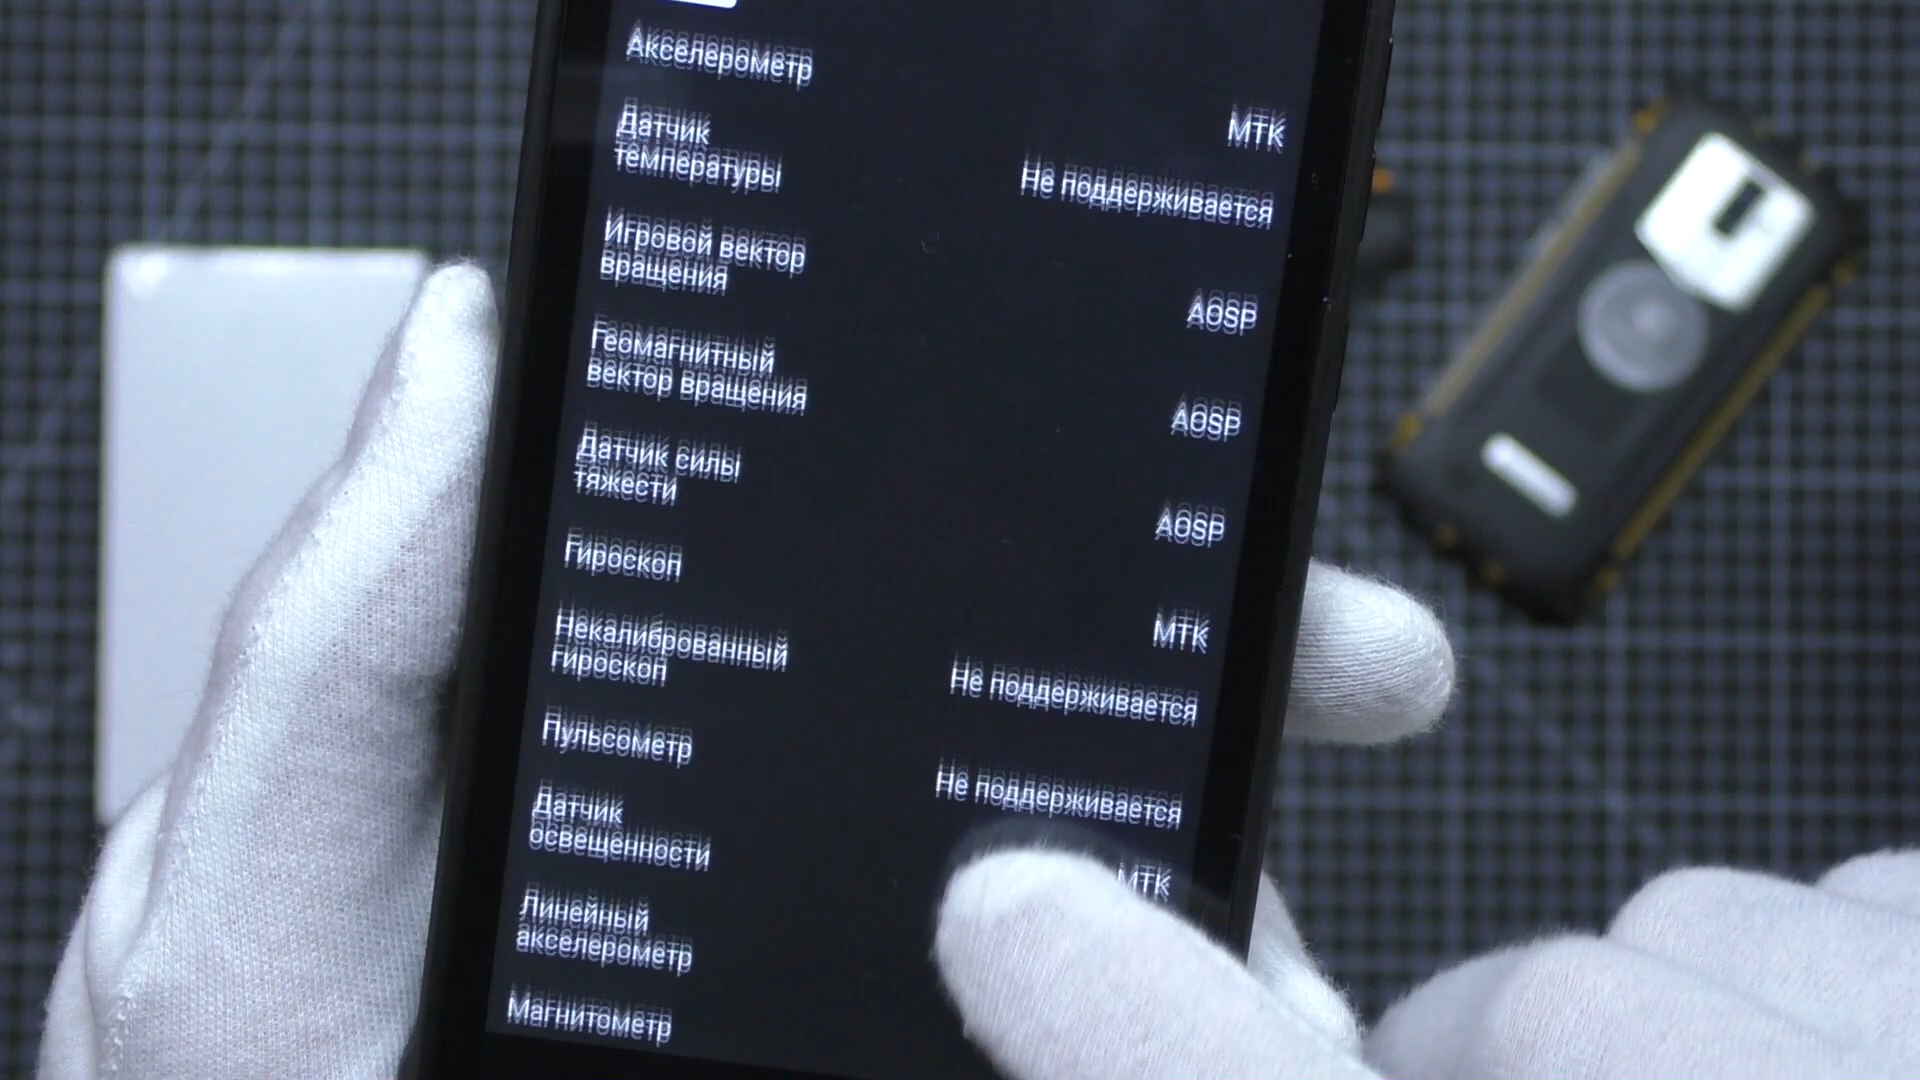 Акселерометр
МТК
Датчик
температуры
Не поддерживается
Игровой вектор
вращения
AOSP
Геомагнитный
вектор вращения
AOSP
Датчик силы
тяжести
AOSP
Гироскоп
МТК
Некалиброванный
гироскоп
Не поддерживается
Пульсометр
Не поддерживается
Датчик
освещенности
МТК
Линейный
акселерометр
Магнитометр